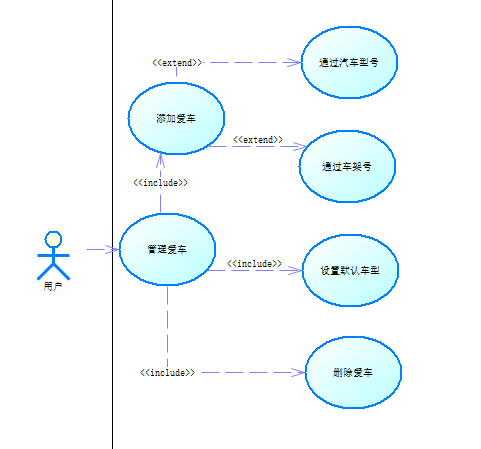 <<extend>>
通过汽车型号
添加爱车
<<extend>>
通过车架号
<<include>>
管理爱车
<<include>>
设置默认车型
用户
<<include>>
删除爱车